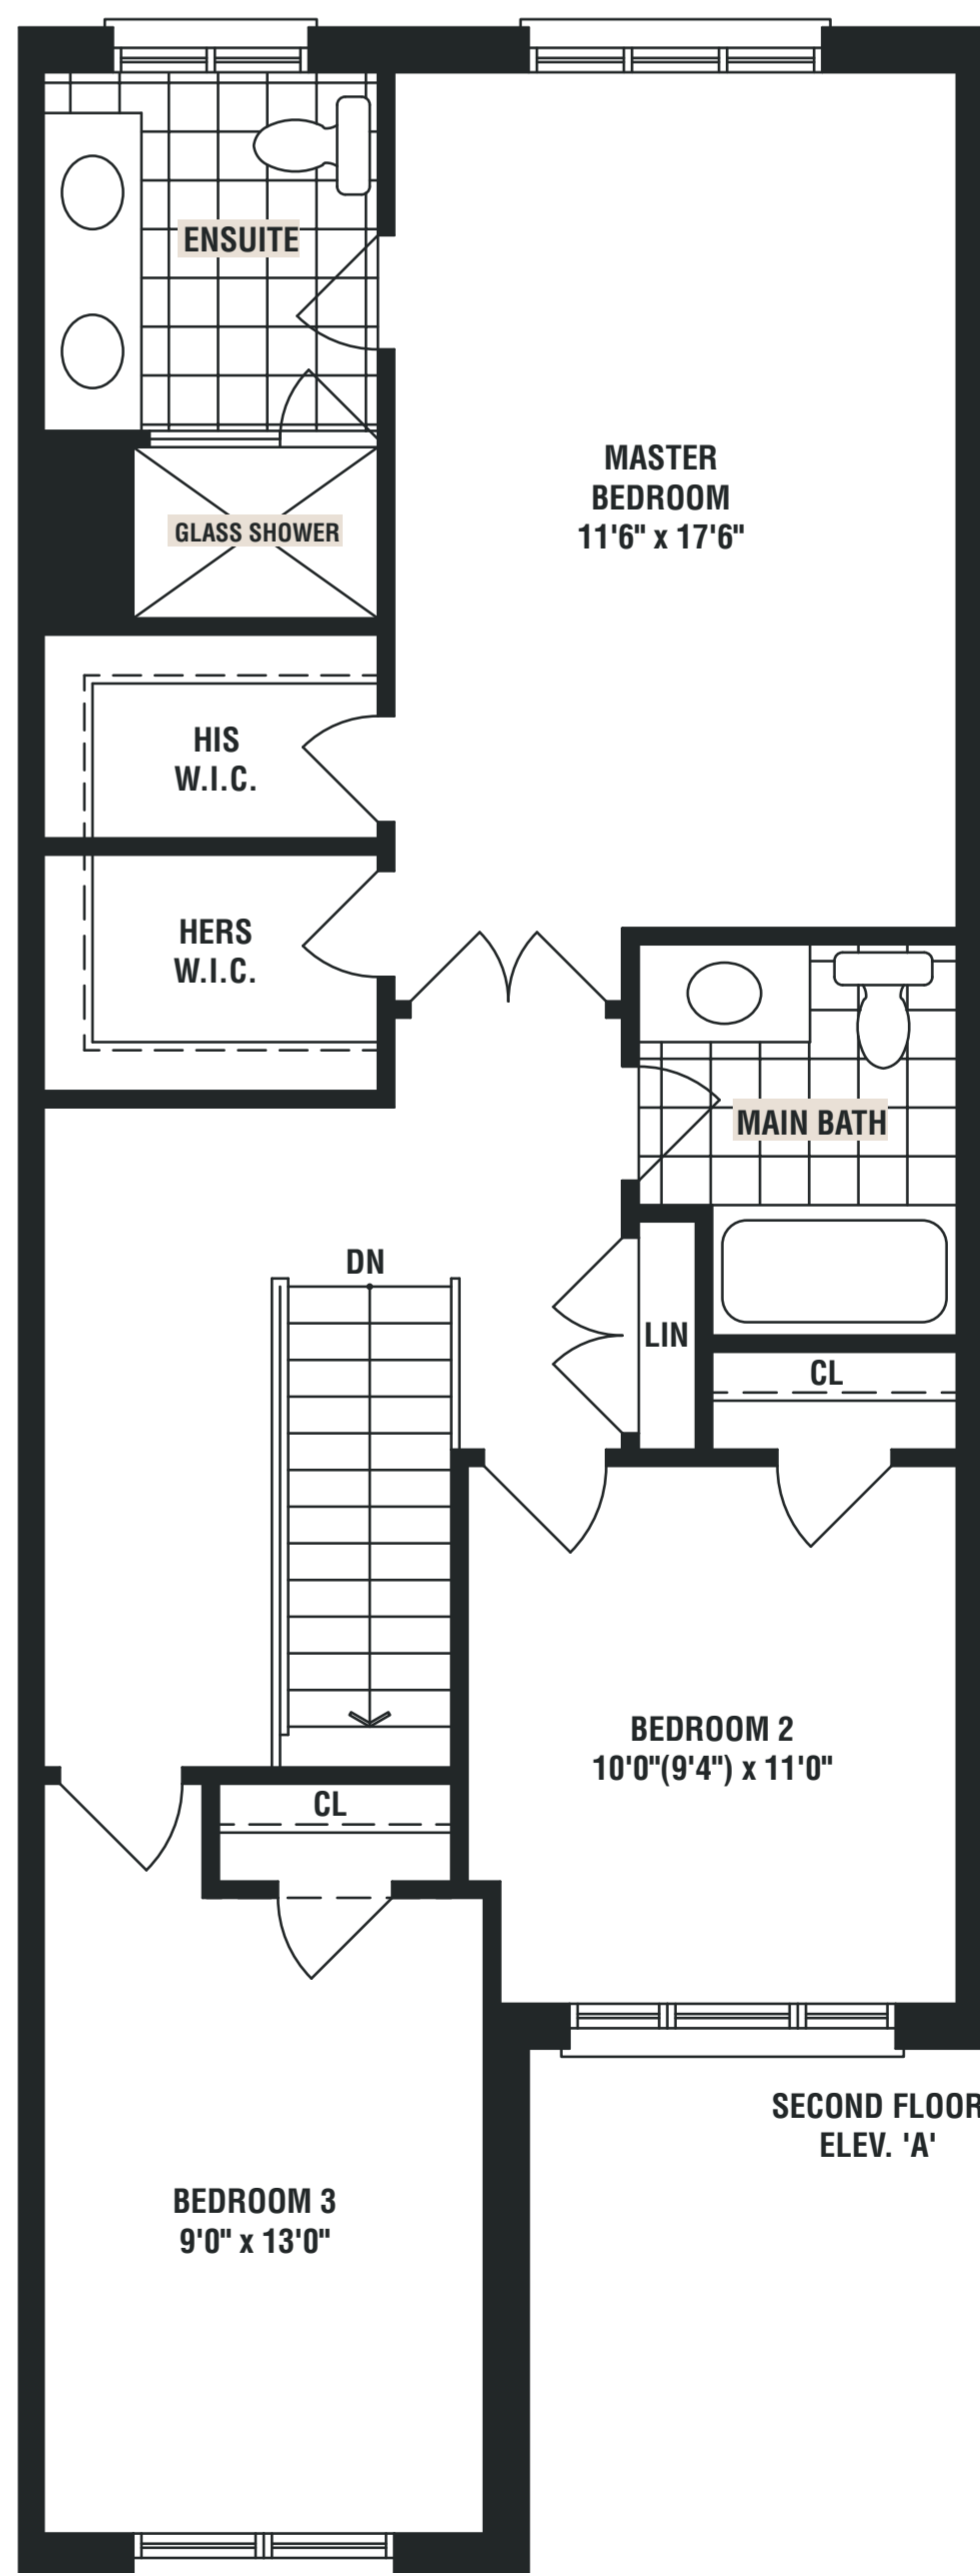 ENSUITE
MASTER
BEDROOM
11'6" x 17'6"
GLASS SHOWER
HIS
W.I.C.
HERS
W.I.C.
MAIN BATH
DN
LIN
CL
BEDROOM 2
10'0"(9'4") x 11'0"
CL
SECOND FLOOR
ELEV. 'A'
BEDROOM 3
9'0" x 13'0"